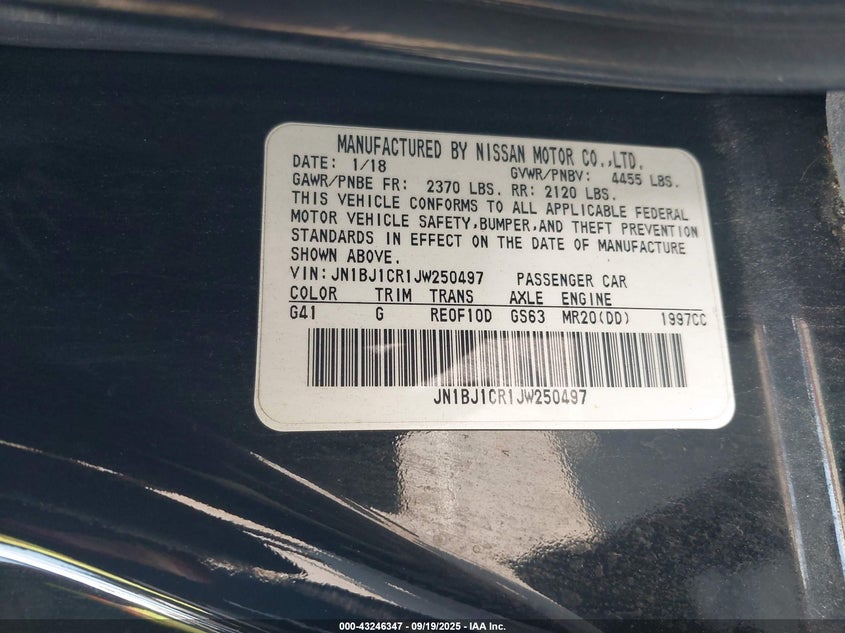 MANUFACTURED BY NISSAN MOTOR CO.,LTD.
DATE: 1/18 GVWR/PNBV: 4455 LBS.
GAWR/PNBE FR: 2370 LBS. RR: 2120 LBS.
THIS VEHICLE CONFORMS TO ALL APPLICABLE FEDERAL
MOTOR VEHICLE SAFETY,BUMPER,AND THEFT PREVENTION
STANDARDS IN EFFECT ON THE DATE OF MANUFACTURE
SHOWN ABOVE.
VIN:JN1BJ1CR1JW250497 PASSENGER CAR
COLOR TRIM TRANS AXLE ENGINE
G41 G RE0F10D GS63 MR20(DD) 1997CC
JN1BJ1CR1JW250497
000-43246347 - 09/19/2025 - IAA Inc.